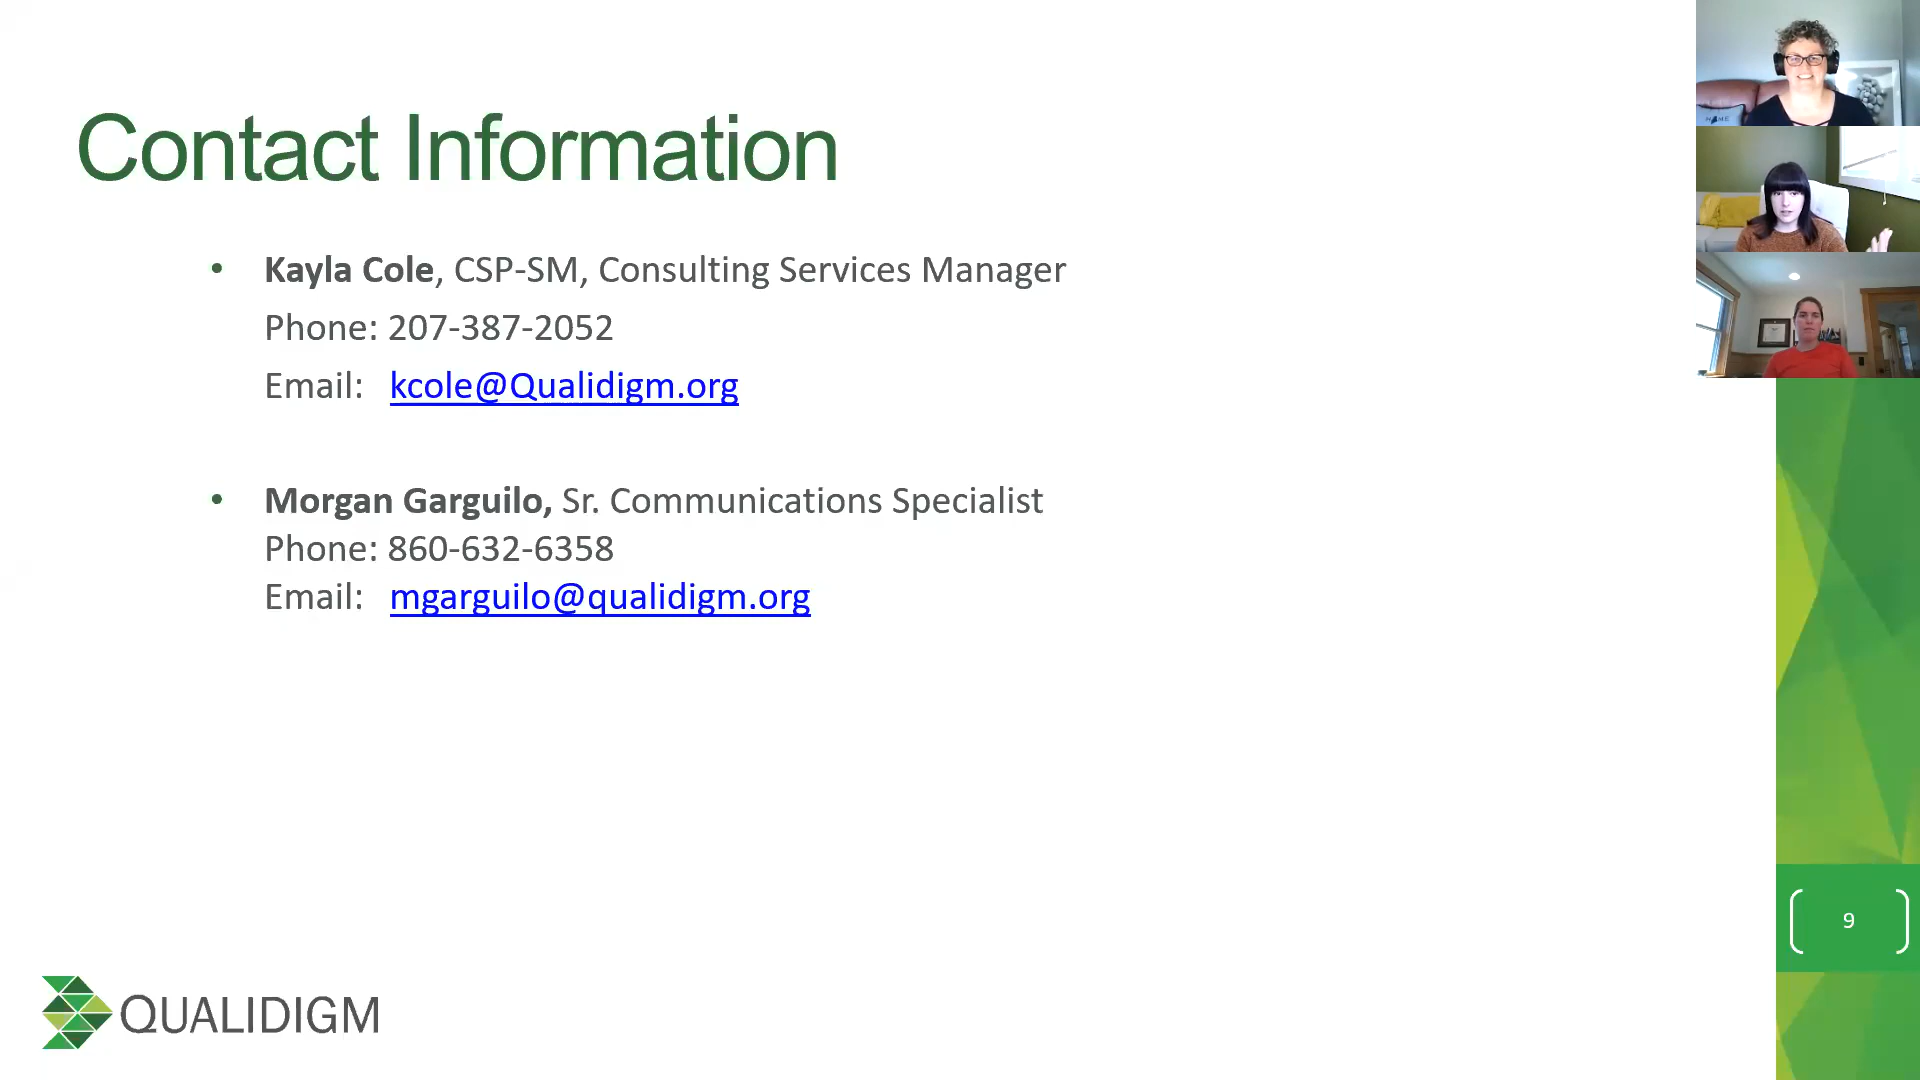 Contact Information
• Kayla Cole, CSP-SM, Consulting Services Manager
Phone: 207-387-2052
Email: kcole@Qualidigm.org
• Morgan Garguilo, Sr. Communications Specialist
Phone: 860-632-6358
Email: mgarguilo@qualidigm.org
9
QUALIDIGM